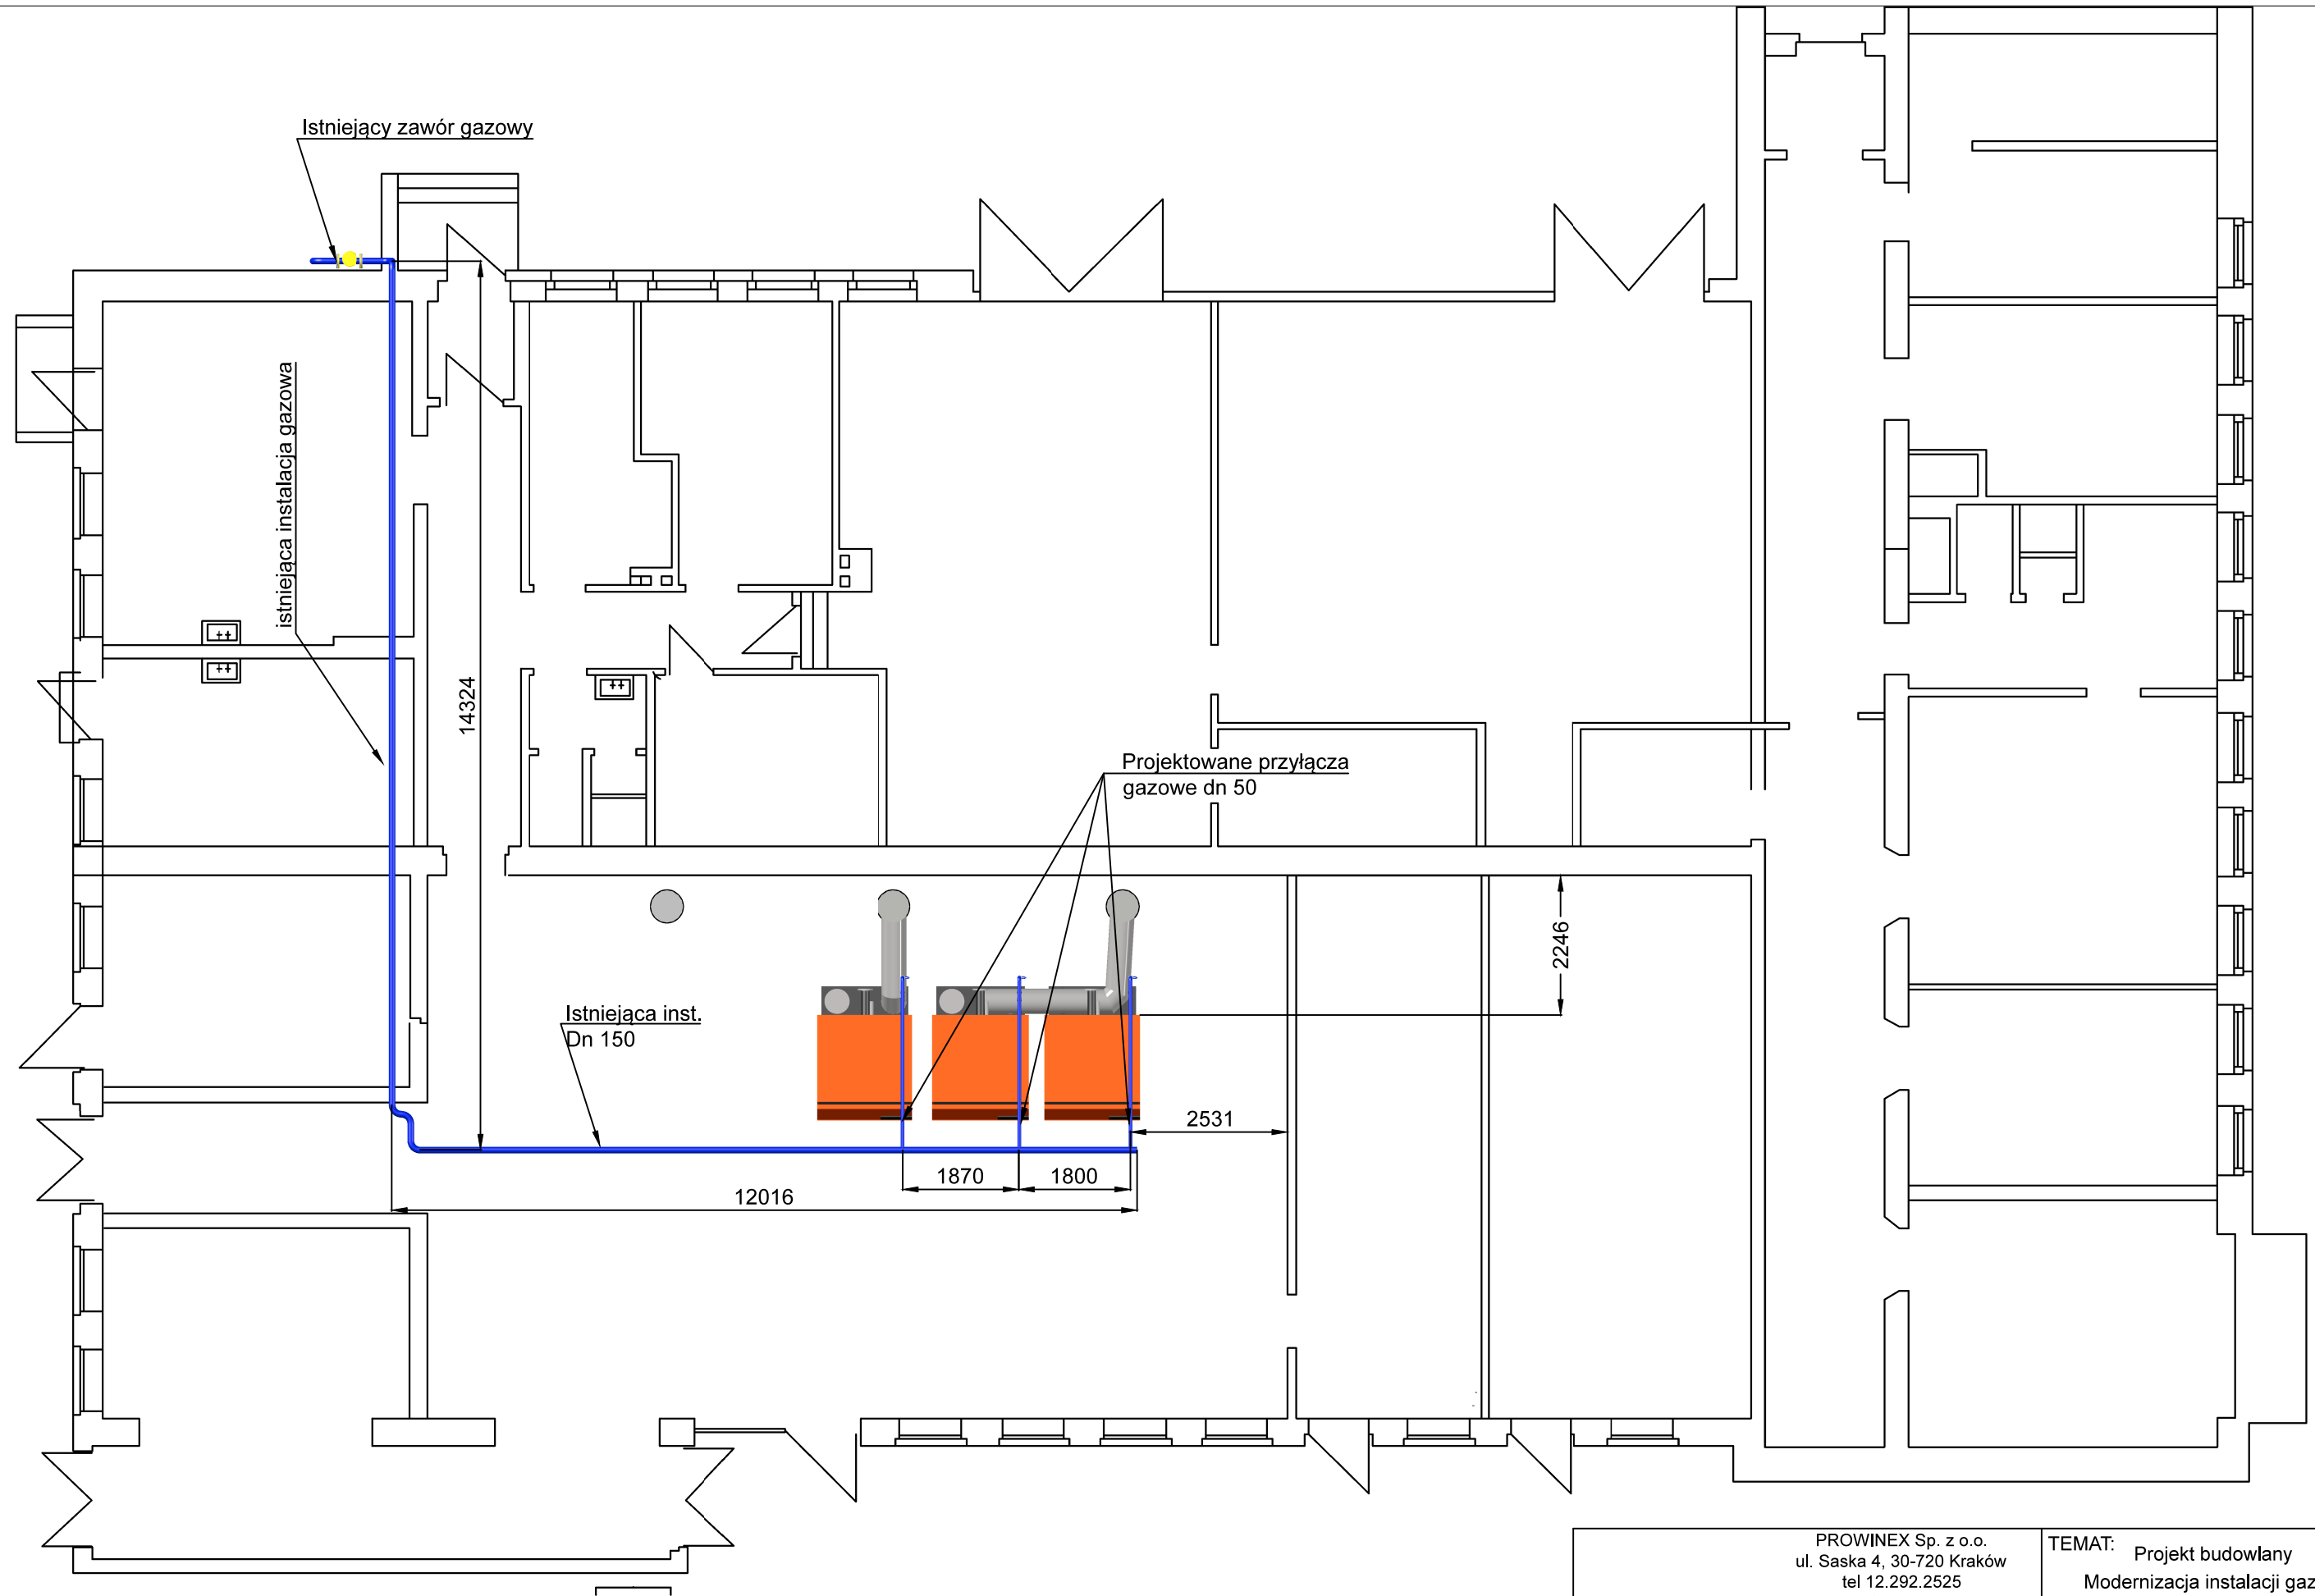 Istniejący zawór gazowy
istniejąca instalacja gazowa
14324
Projektowane przyłącza
gazowe dn 50
2246
Istniejąca inst.
Dn 150
2531
1870
1800
12016
PROWINEX Sp. z o.o.
ul. Saska 4, 30-720 Kraków
tel 12.292.2525
TEMAT:
Projekt budowlany
Modernizacja instalacji gaz